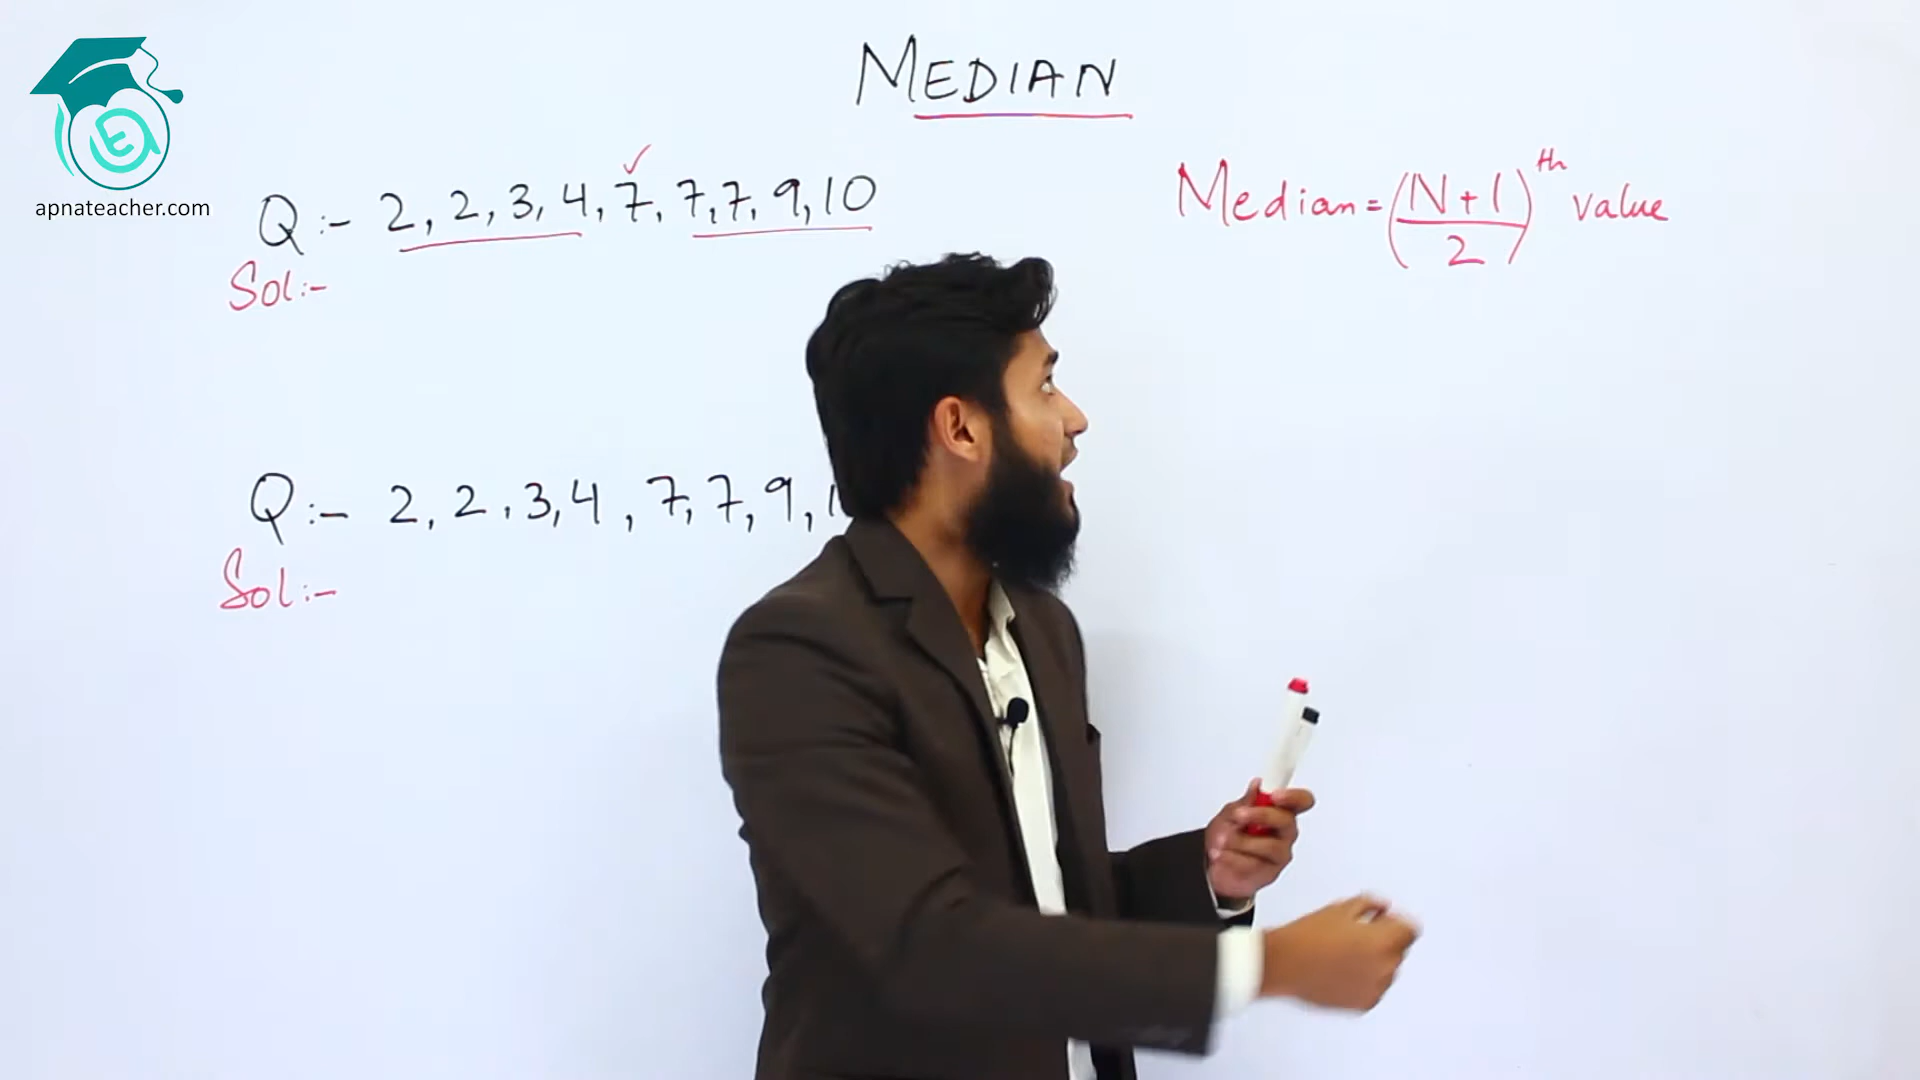 MEDIAN
apnateacher.com
Q:- 2, 2, 3, 4, 7, 7, 7, 9, 10
Median = (N+1/2)th value
Sol:-
Q:- 2, 2, 3, 4, 7, 7, 9, 1
Sol:-